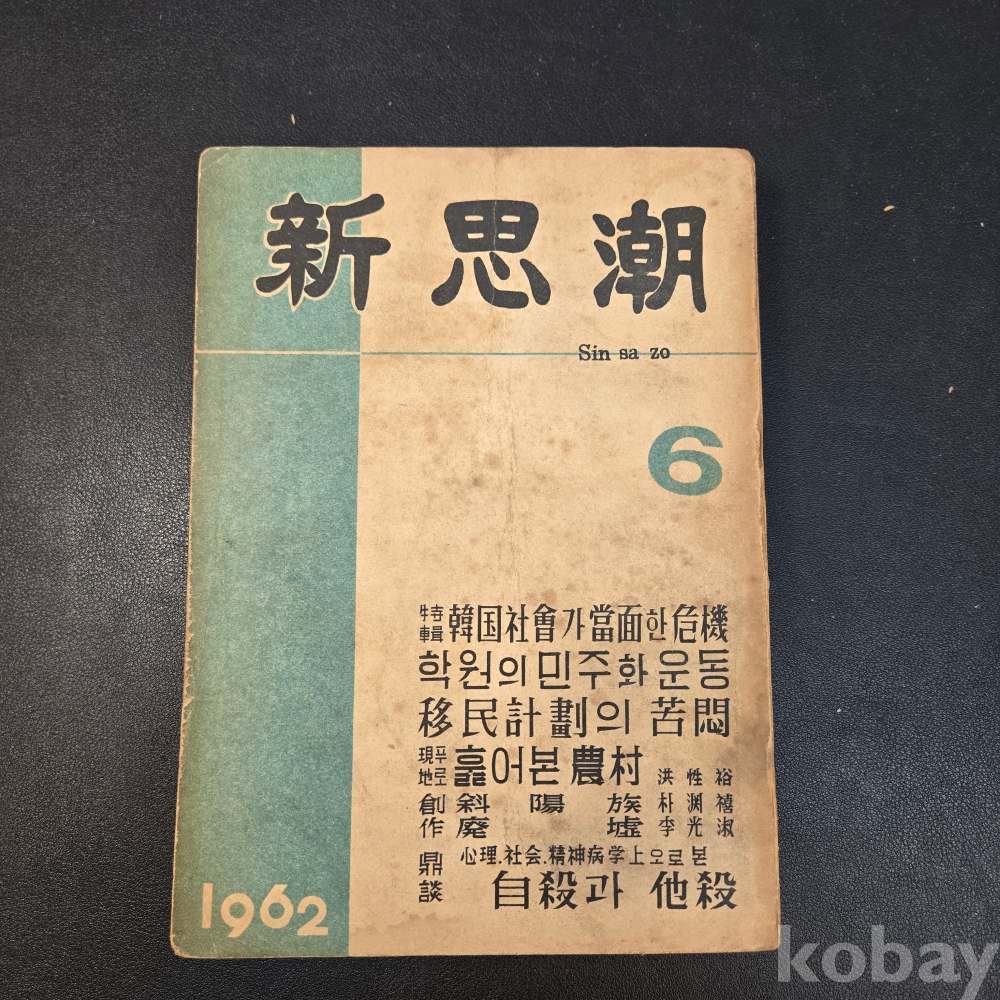 新思潮
Sin sa zo
6
特輯 韓国社會가 當面한 危機
학원의 민주화 운동
移民計劃의 苦悶
現地푸로 훑어본 農村 洪性裕
創作 斜陽族 朴渊禧
廢墟 李光淑
鼎談 心理.社会.精神病学上으로 본
自殺과 他殺
1962
kobay